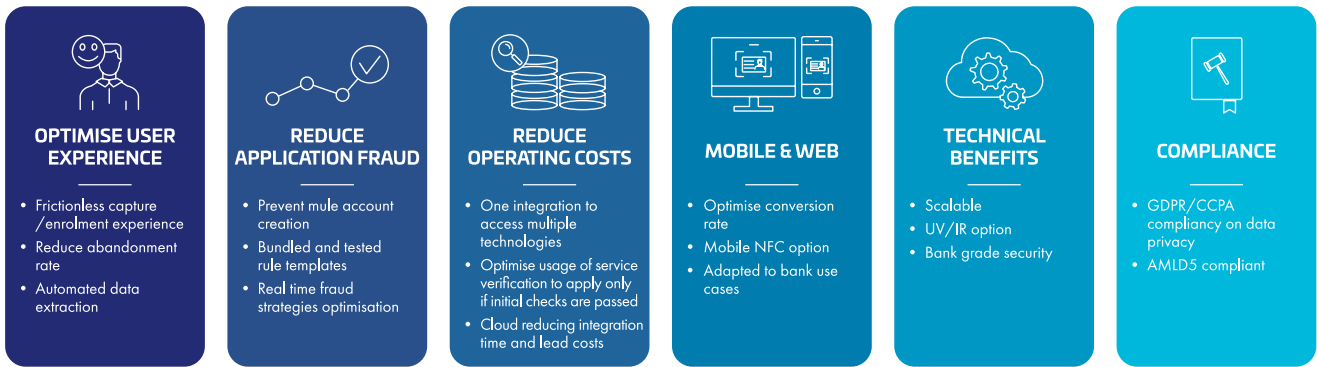 OPTIMISE USER
EXPERIENCE
• Frictionless capture
/enrolment experience
• Reduce abandonment
rate
• Automated data
extraction
REDUCE
APPLICATION FRAUD
• Prevent mule account
creation
• Bundled and tested
rule templates
• Real time fraud
strategies optimisation
REDUCE
OPERATING COSTS
• One integration to
access multiple
technologies
• Optimise usage of service
verification to apply only
if initial checks are passed
• Cloud reducing integration
time and lead costs
MOBILE & WEB
• Optimise conversion
rate
• Mobile NFC option
• Adapted to bank use
cases
TECHNICAL
BENEFITS
• Scalable
• UV/IR option
• Bank grade security
COMPLIANCE
• GDPR/CCPA
compliancy on data
privacy
• AMLD5 compliant